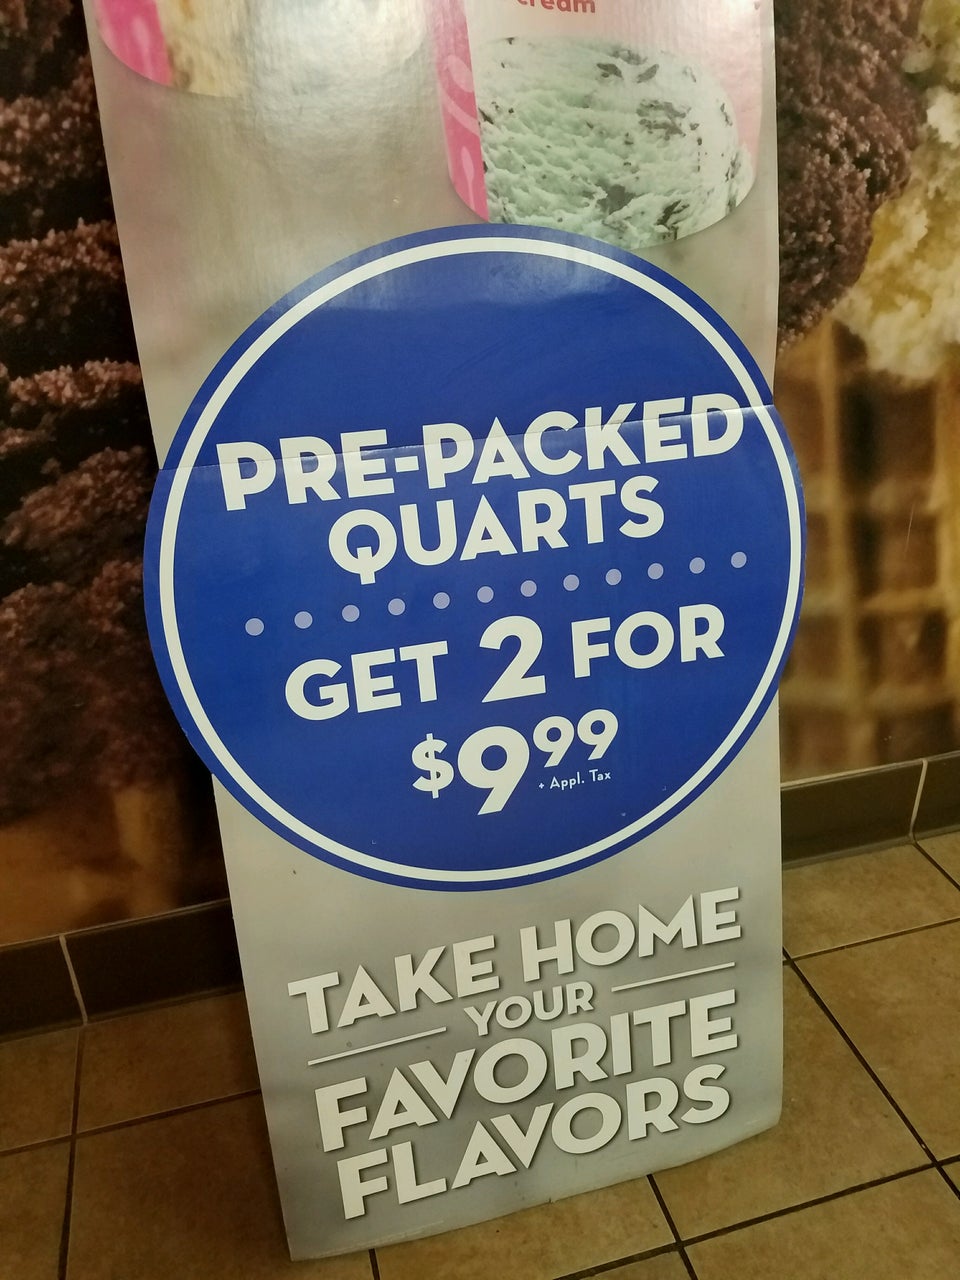 cream
PRE-PACKED
QUARTS
GET 2 FOR
$9.99
+ Appl. Tax
TAKE HOME
YOUR
FAVORITE
FLAVORS